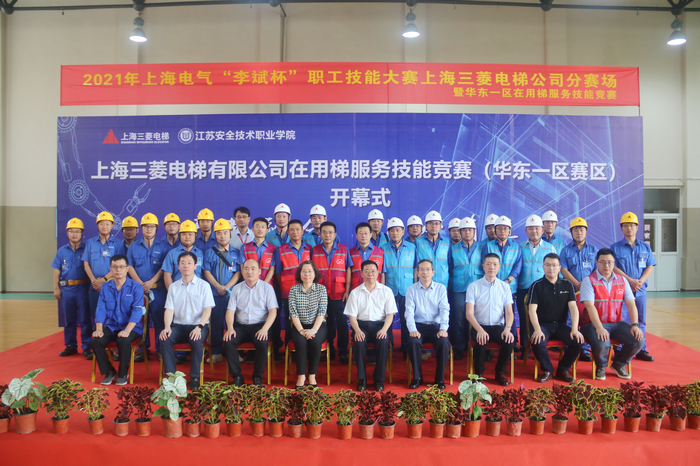 2021年上海电气“李斌杯”职工技能大赛上海三菱电梯公司分赛场
暨华东一区在用梯服务技能竞赛
上海三菱电梯
SHANGHAI MITSUBISHI ELEVATOR
江苏安全技术职业学院
上海三菱电梯有限公司在用梯服务技能竞赛（华东一区赛区）
开幕式